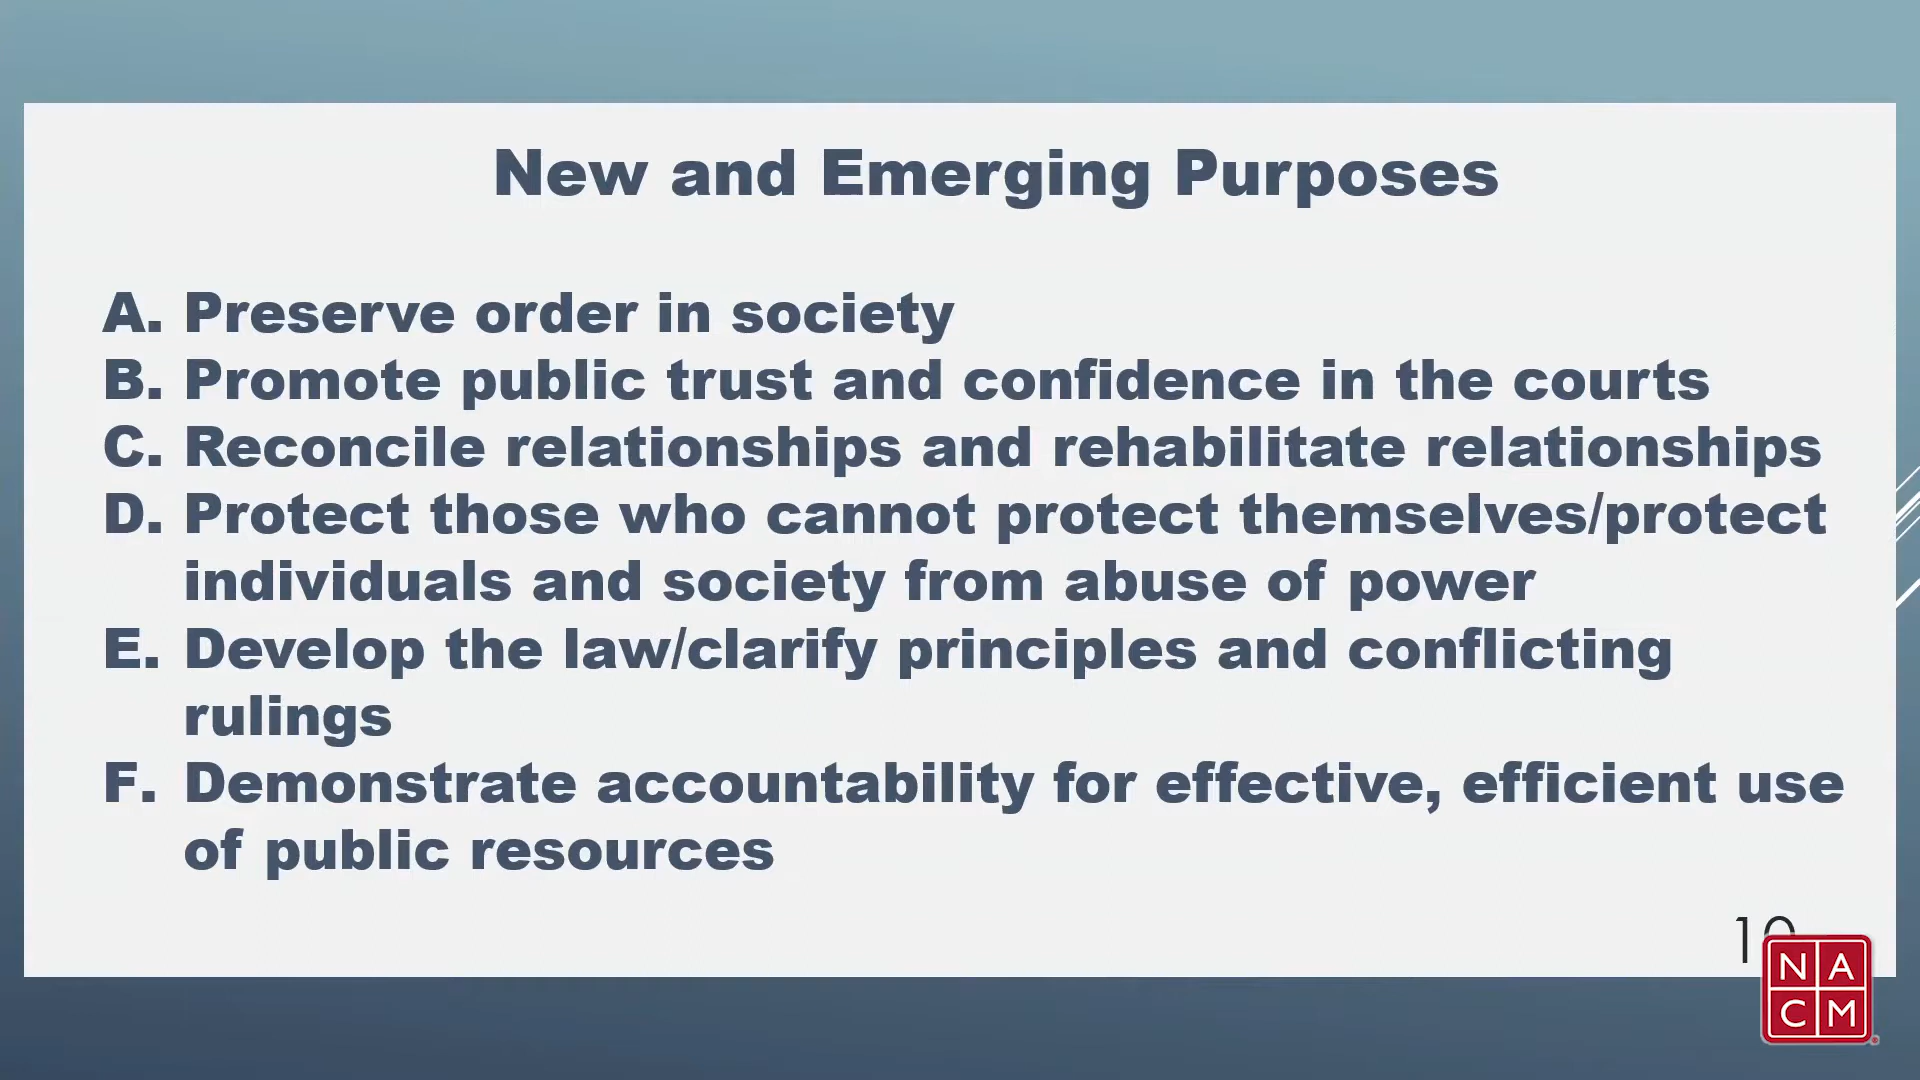 New and Emerging Purposes
A. Preserve order in society
B. Promote public trust and confidence in the courts
C. Reconcile relationships and rehabilitate relationships
D. Protect those who cannot protect themselves/protect
individuals and society from abuse of power
E. Develop the law/clarify principles and conflicting
rulings
F. Demonstrate accountability for effective, efficient use
of public resources
N A
C M